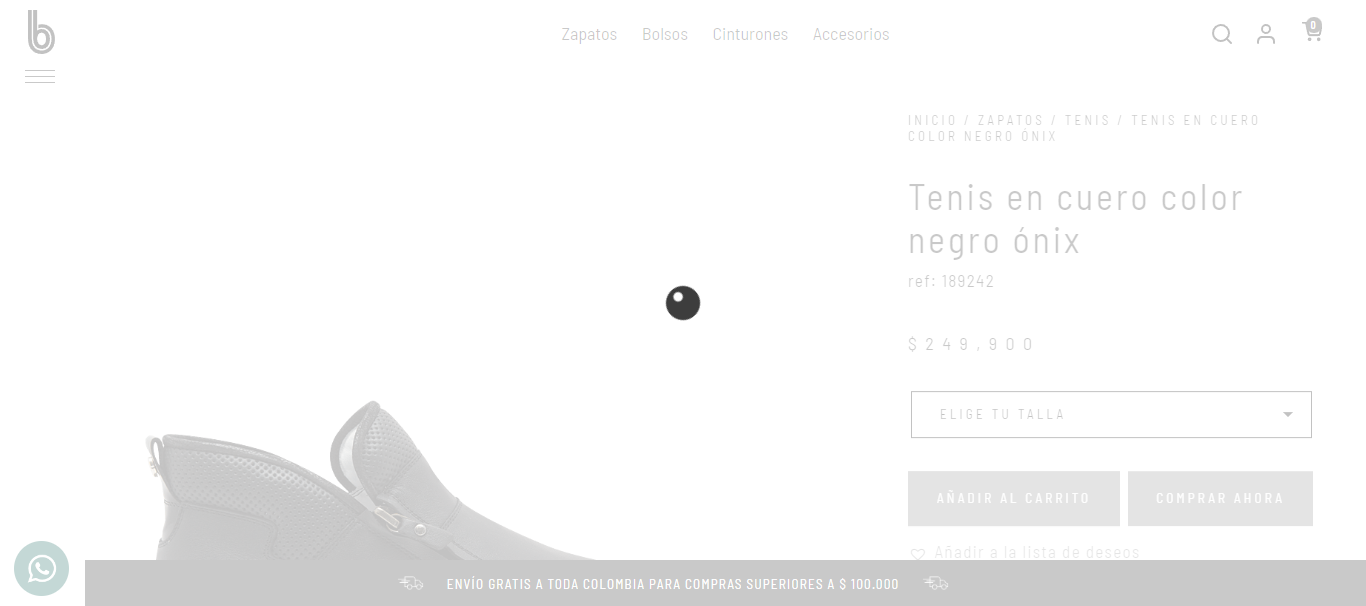 b
Zapatos Bolsos Cinturones Accesorios
0
INICIO / ZAPATOS / TENIS / TENIS EN CUERO
COLOR NEGRO ÓNIX
Tenis en cuero color
negro ónix
ref: 189242
$249,900
ELIGE TU TALLA
AÑADIR AL CARRITO COMPRAR AHORA
Añadir a la lista de deseos
ENVÍO GRATIS A TODA COLOMBIA PARA COMPRAS SUPERIORES A $ 100.000